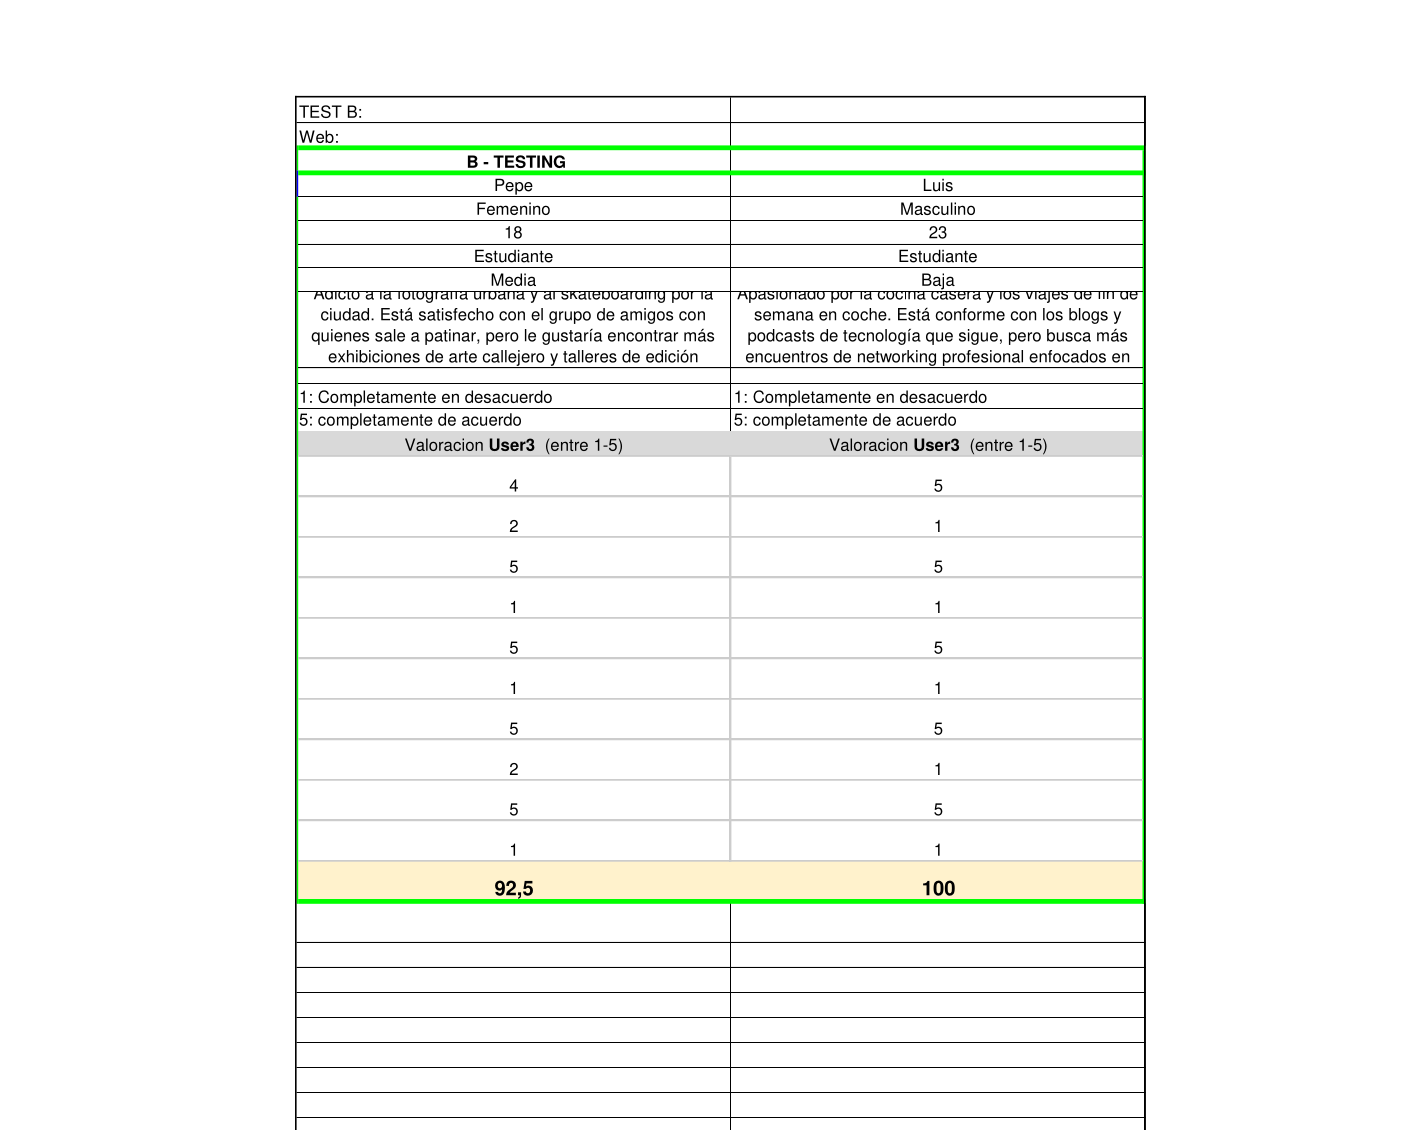 TEST B:
Web:
B - TESTING
Pepe Luis
Femenino Masculino
18 23
Estudiante Estudiante
Media Baja
Adicto a la fotografía urbana y al skateboarding por la
ciudad. Está satisfecho con el grupo de amigos con
quienes sale a patinar, pero le gustaría encontrar más
exhibiciones de arte callejero y talleres de edición
Apasionado por la cocina casera y los viajes de fin de
semana en coche. Está conforme con los blogs y
podcasts de tecnología que sigue, pero busca más
encuentros de networking profesional enfocados en
1: Completamente en desacuerdo 1: Completamente en desacuerdo
5: completamente de acuerdo 5: completamente de acuerdo
Valoracion User3 (entre 1-5) Valoracion User3 (entre 1-5)
4 5
2 1
5 5
1 1
5 5
1 1
5 5
2 1
5 5
1 1
92,5 100